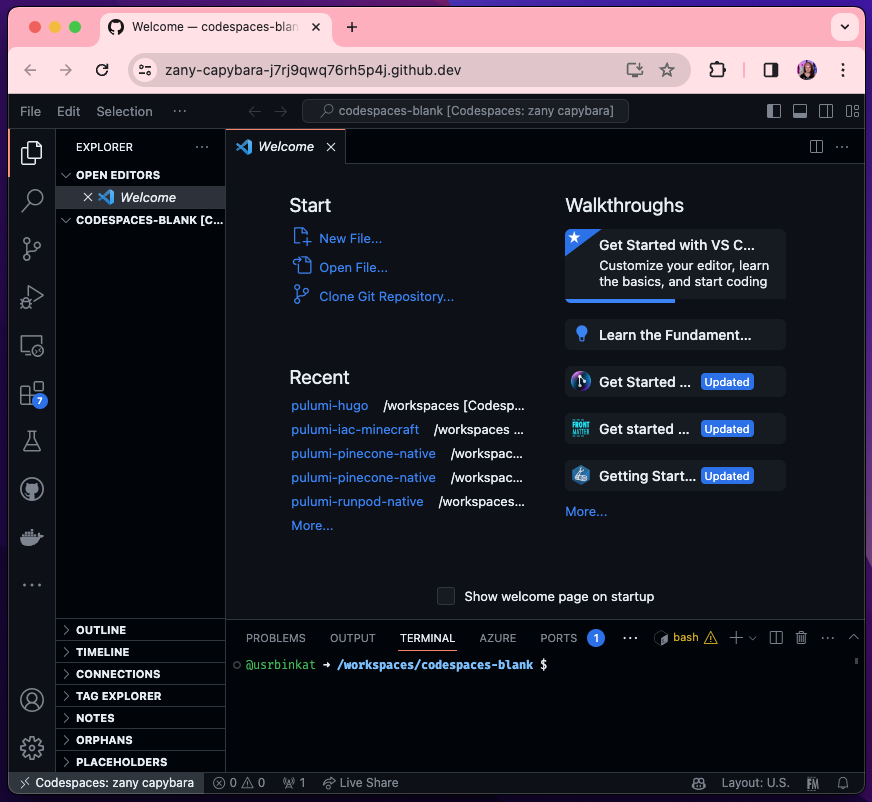 Welcome — codespaces-blan
zany-capybara-j7rj9qwq76rh5p4j.github.dev
File Edit Selection ··· codespaces-blank [Codespaces: zany capybara]
EXPLORER ···
OPEN EDITORS
Welcome
CODESPACES-BLANK [C...
7
OUTLINE
TIMELINE
CONNECTIONS
TAG EXPLORER
NOTES
ORPHANS
PLACEHOLDERS
Welcome
Start
New File...
Open File...
Clone Git Repository...
Recent
pulumi-hugo /workspaces [Codesp...
pulumi-iac-minecraft /workspaces ...
pulumi-pinecone-native /workspac...
pulumi-pinecone-native /workspac...
pulumi-runpod-native /workspaces...
More...
Walkthroughs
Get Started with VS C...
Customize your editor, learn
the basics, and start coding
Learn the Fundament...
Get Started ... Updated
FRONT MATTER Get started ... Updated
Getting Start... Updated
More...
Show welcome page on startup
PROBLEMS OUTPUT TERMINAL AZURE PORTS 1 ··· bash
@usrbinkat ➜ /workspaces/codespaces-blank $
Codespaces: zany capybara 0 0 1 Live Share Layout: U.S. FM